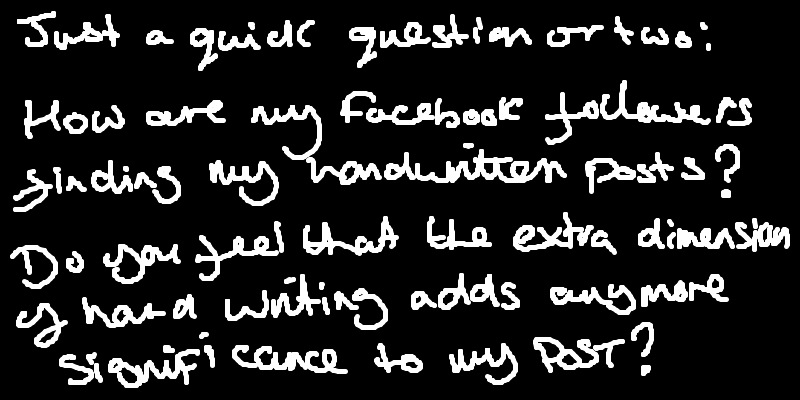 Just a quick question or two:
How are my Facebook followers
finding my handwritten posts?
Do you feel that the extra dimension
of hand writing adds anymore
significance to my POST?